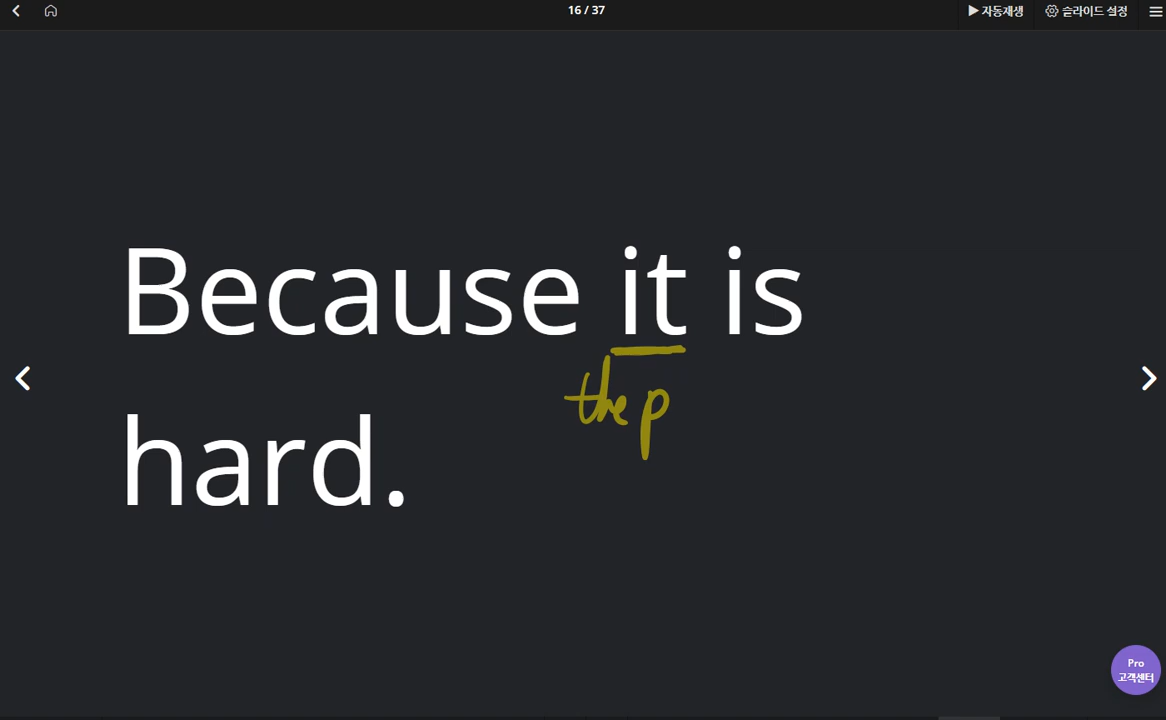 16 / 37
▶ 자동재생
슬라이드 설정
Because it is
the p
hard.
Pro
고객센터